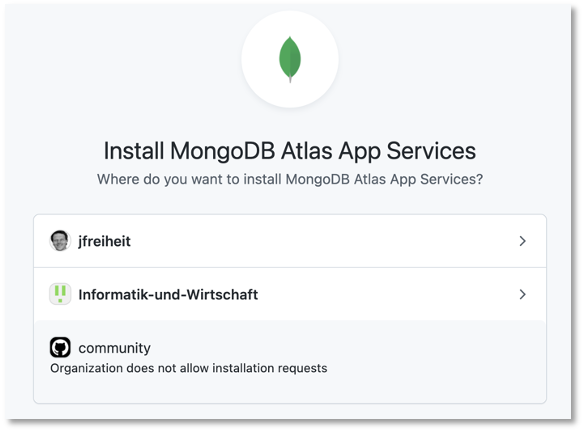 Install MongoDB Atlas App Services
Where do you want to install MongoDB Atlas App Services?
jfreiheit
Informatik-und-Wirtschaft
community
Organization does not allow installation requests